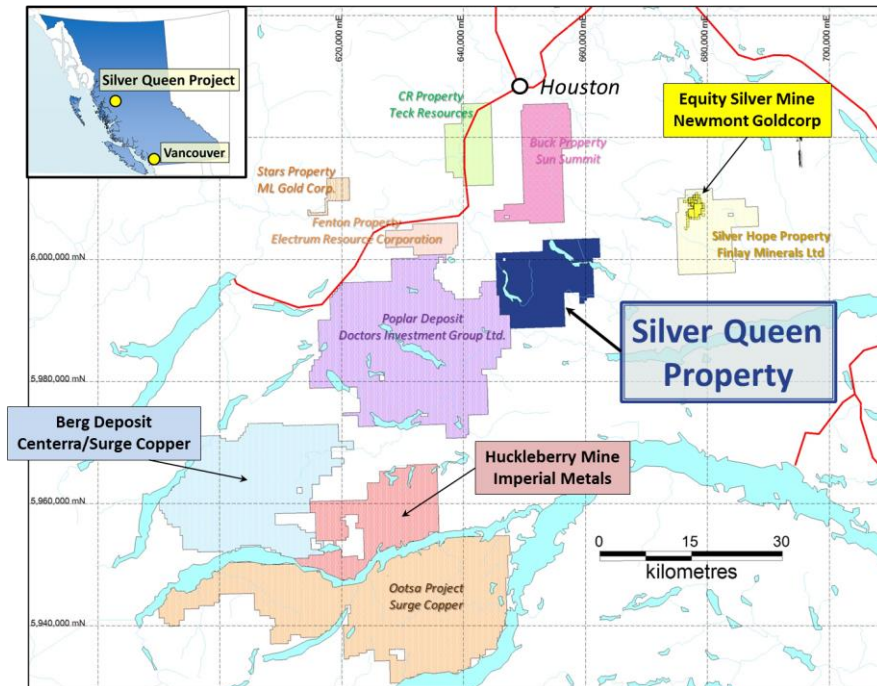 Silver Queen Project
Vancouver
620,000 mE
640,000 mE
660,000 mE
680,000 mE
700,000 mE
Houston
CR Property
Teck Resources
Equity Silver Mine
Newmont Goldcorp
Buck Property
Sun Summit
Stars Property
ML Gold Corp.
Fenton Property
Electrum Resource Corporation
Silver Hope Property
Finlay Minerals Ltd
6,000,000 mN
Poplar Deposit
Doctors Investment Group Ltd.
Silver Queen
Property
5,980,000 mN
Berg Deposit
Centerra/Surge Copper
Huckleberry Mine
Imperial Metals
5,960,000 mN
0 15 30
kilometres
Ootsa Project
Surge Copper
5,940,000 mN